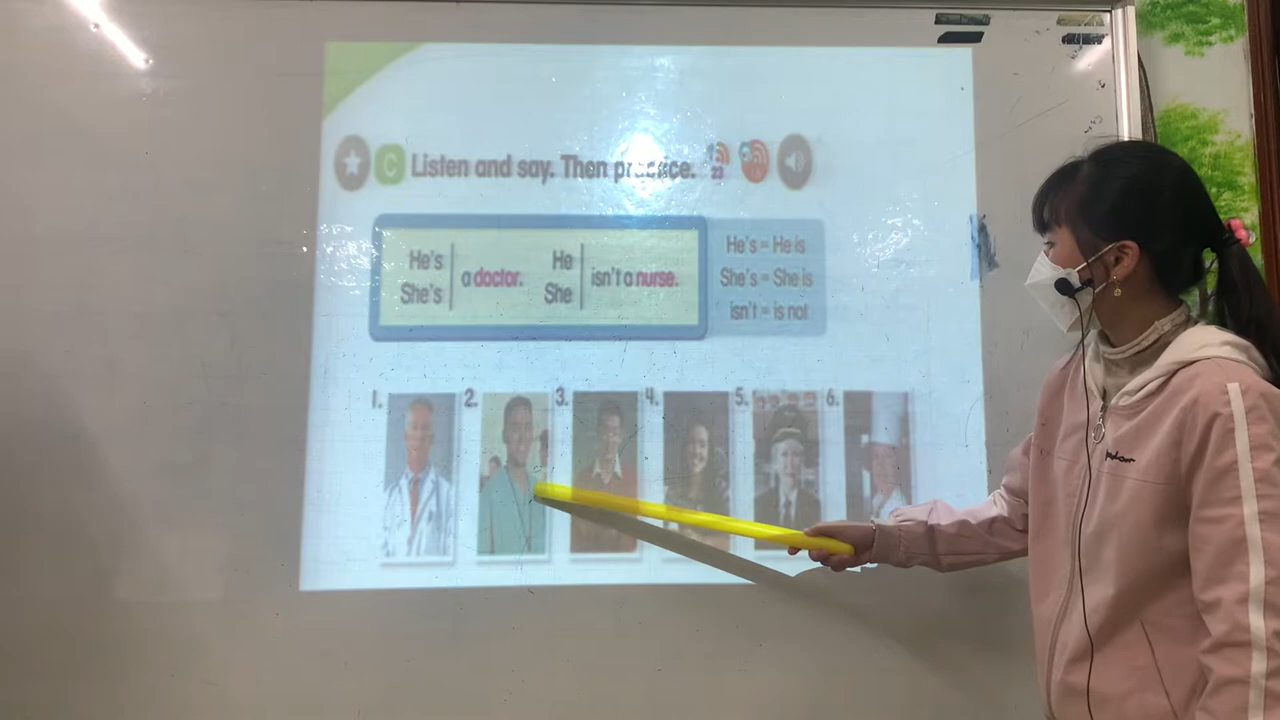 C Listen and say. Then practice. 23
He's
She's
a doctor.
He
She
isn't a nurse.
He's = He is
She's = She is
isn't = is not
1. 2. 3. 4. 5. 6.